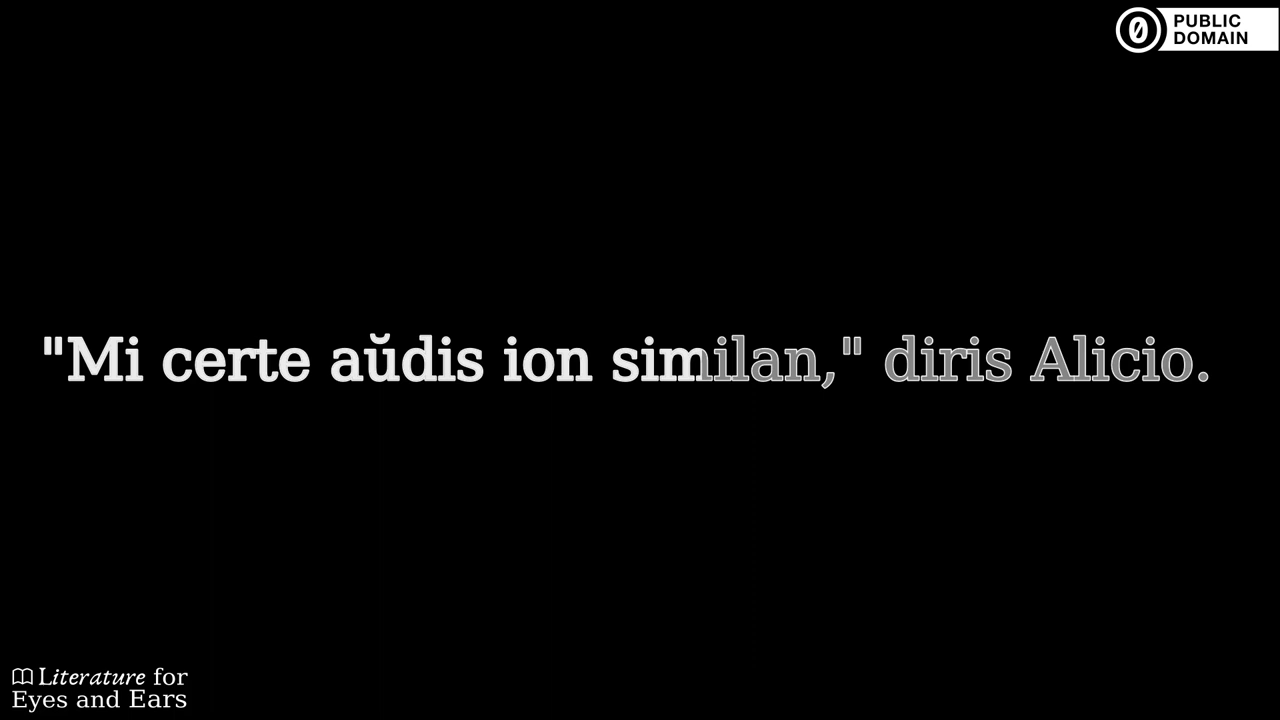 PUBLIC
DOMAIN
"Mi certe aŭdis ion similan," diris Alicio.
Literature for
Eyes and Ears